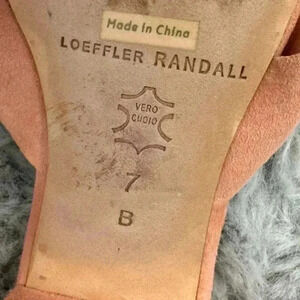 Made in China
LOEFFLER RANDALL
VERO
CUOIO
7
B